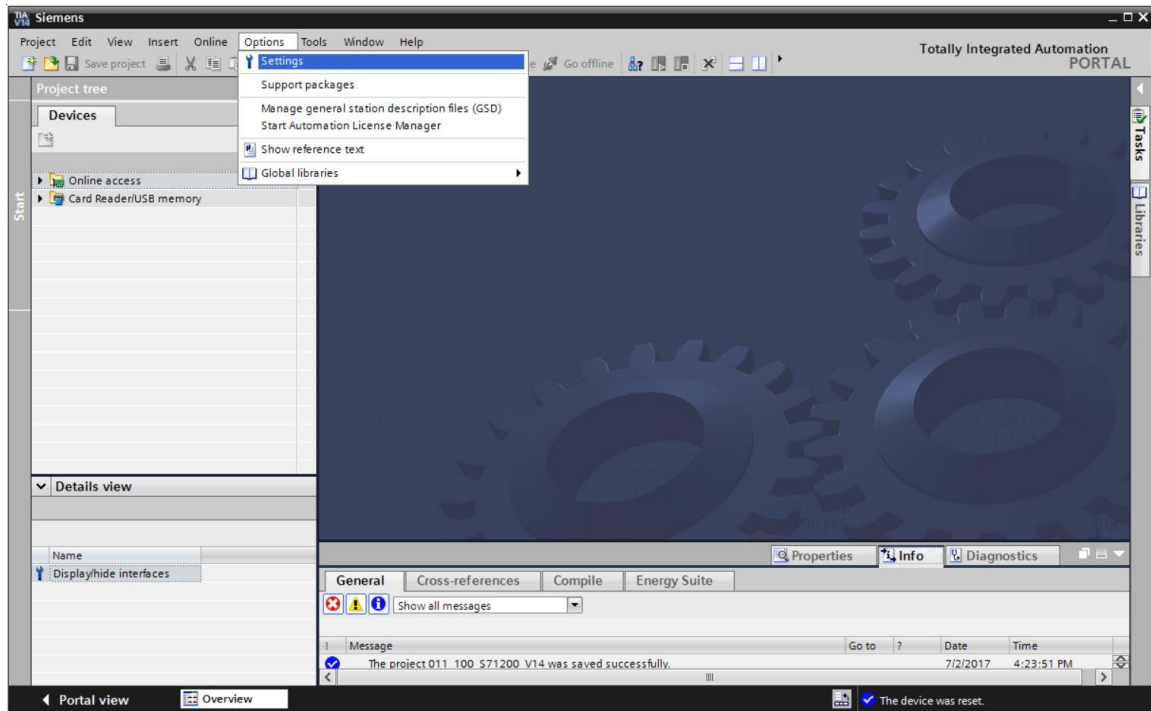 TIA V14 Siemens
Project Edit View Insert Online Options Tools Window Help
Save project
Go offline
Totally Integrated Automation
PORTAL
Settings
Support packages
Manage general station description files (GSD)
Start Automation License Manager
Show reference text
Global libraries
Project tree
Devices
Online access
Card Reader/USB memory
Start
Tasks
Libraries
Details view
Name
Display/hide interfaces
Properties Info Diagnostics
General Cross-references Compile Energy Suite
Show all messages
! Message Go to ? Date Time
The project 011_100_S71200_V14 was saved successfully. 7/2/2017 4:23:51 PM
Portal view Overview The device was reset.